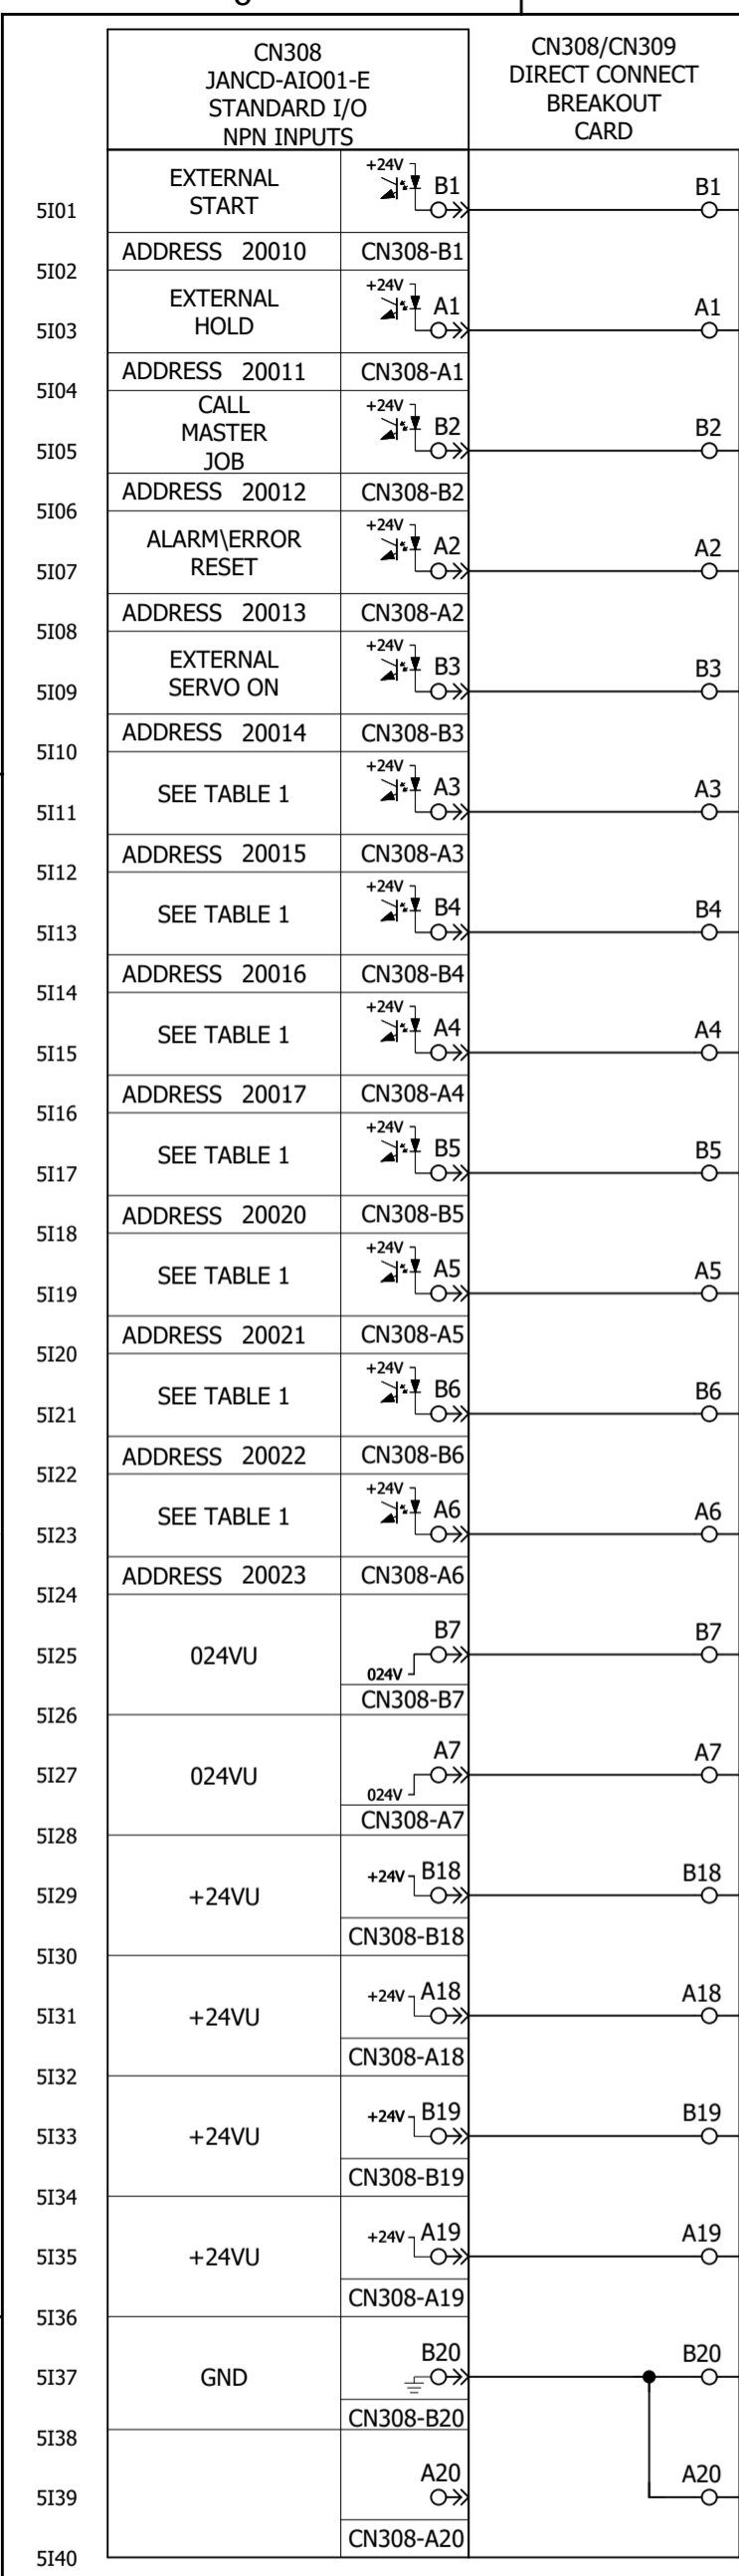 CN308
JANCD-AIO01-E
STANDARD I/O
NPN INPUTS
CN308/CN309
DIRECT CONNECT
BREAKOUT
CARD
5I01
EXTERNAL
START
+24V
B1
B1
5I02
ADDRESS 20010
CN308-B1
5I03
EXTERNAL
HOLD
+24V
A1
A1
5I04
ADDRESS 20011
CN308-A1
5I05
CALL
MASTER
JOB
+24V
B2
B2
5I06
ADDRESS 20012
CN308-B2
5I07
ALARM\ERROR
RESET
+24V
A2
A2
5I08
ADDRESS 20013
CN308-A2
5I09
EXTERNAL
SERVO ON
+24V
B3
B3
5I10
ADDRESS 20014
CN308-B3
5I11
SEE TABLE 1
+24V
A3
A3
5I12
ADDRESS 20015
CN308-A3
5I13
SEE TABLE 1
+24V
B4
B4
5I14
ADDRESS 20016
CN308-B4
5I15
SEE TABLE 1
+24V
A4
A4
5I16
ADDRESS 20017
CN308-A4
5I17
SEE TABLE 1
+24V
B5
B5
5I18
ADDRESS 20020
CN308-B5
5I19
SEE TABLE 1
+24V
A5
A5
5I20
ADDRESS 20021
CN308-A5
5I21
SEE TABLE 1
+24V
B6
B6
5I22
ADDRESS 20022
CN308-B6
5I23
SEE TABLE 1
+24V
A6
A6
5I24
ADDRESS 20023
CN308-A6
5I25
024VU
024V
B7
B7
5I26
CN308-B7
5I27
024VU
024V
A7
A7
5I28
CN308-A7
5I29
+24VU
+24V
B18
B18
5I30
CN308-B18
5I31
+24VU
+24V
A18
A18
5I32
CN308-A18
5I33
+24VU
+24V
B19
B19
5I34
CN308-B19
5I35
+24VU
+24V
A19
A19
5I36
CN308-A19
5I37
GND
B20
B20
5I38
CN308-B20
5I39
A20
A20
5I40
CN308-A20